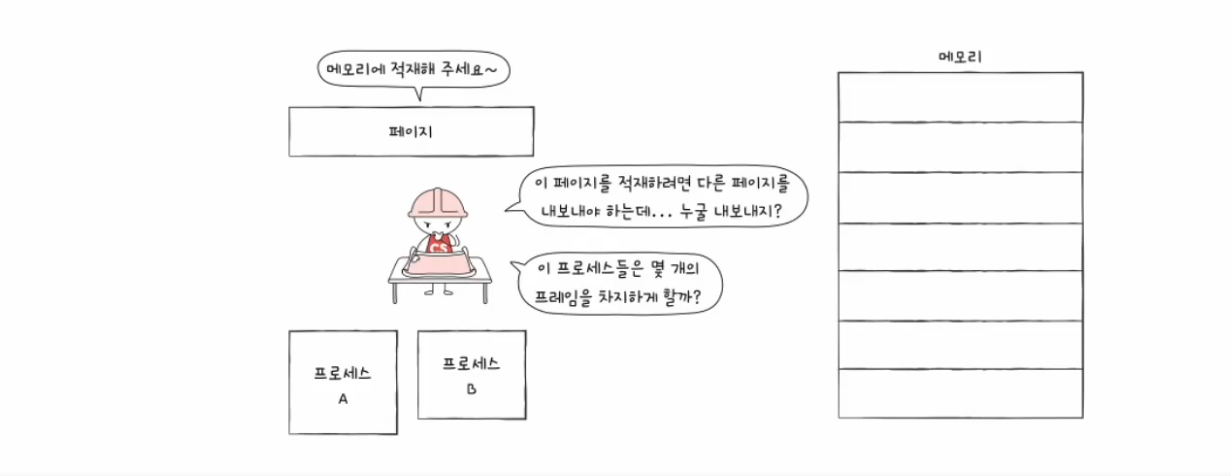 메모리에 적재해 주세요~
페이지
이 페이지를 적재하려면 다른 페이지를
내보내야 하는데... 누굴 내보내지?
CS
이 프로세스들은 몇 개의
프레임을 차지하게 할까?
프로세스
A
프로세스
B
메모리